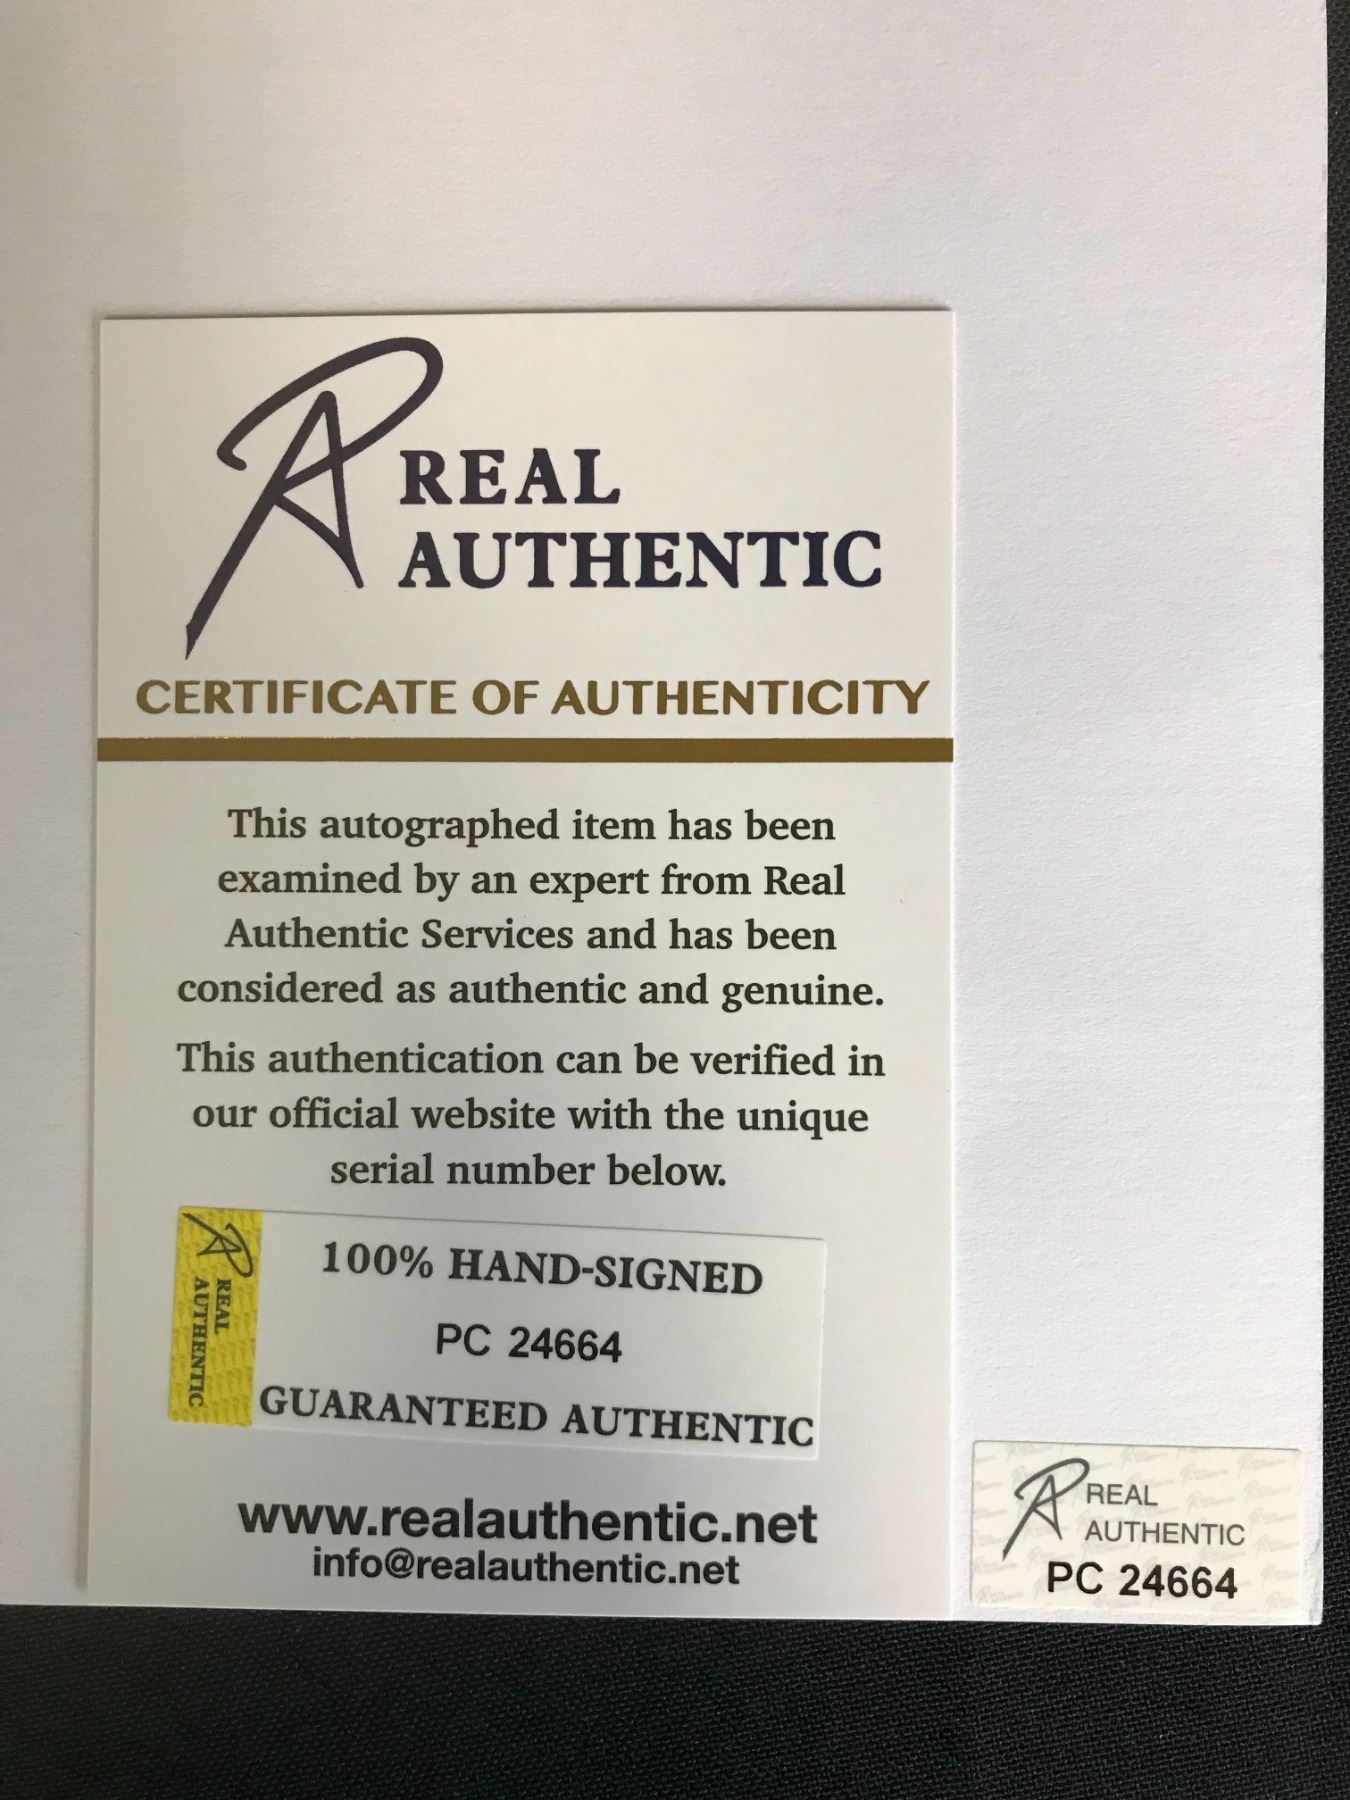 REAL
AUTHENTIC
CERTIFICATE OF AUTHENTICITY
This autographed item has been
examined by an expert from Real
Authentic Services and has been
considered as authentic and genuine.
This authentication can be verified in
our official website with the unique
serial number below.
REAL
AUTHENTIC
100% HAND-SIGNED
PC 24664
GUARANTEED AUTHENTIC
www.realauthentic.net
info@realauthentic.net
REAL
AUTHENTIC
PC 24664